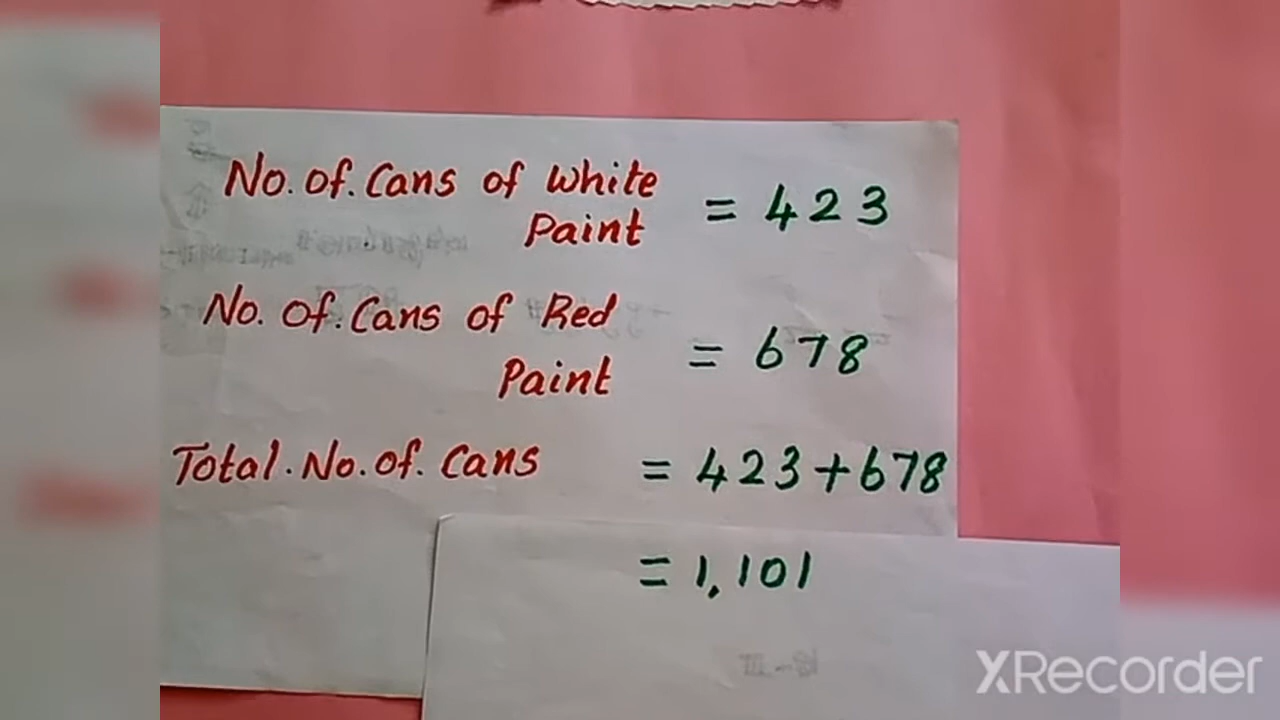 No. of. Cans of White
Paint = 423
No. of. Cans of Red
Paint = 678
Total. No. of. Cans = 423+678
= 1,101
XRecorder